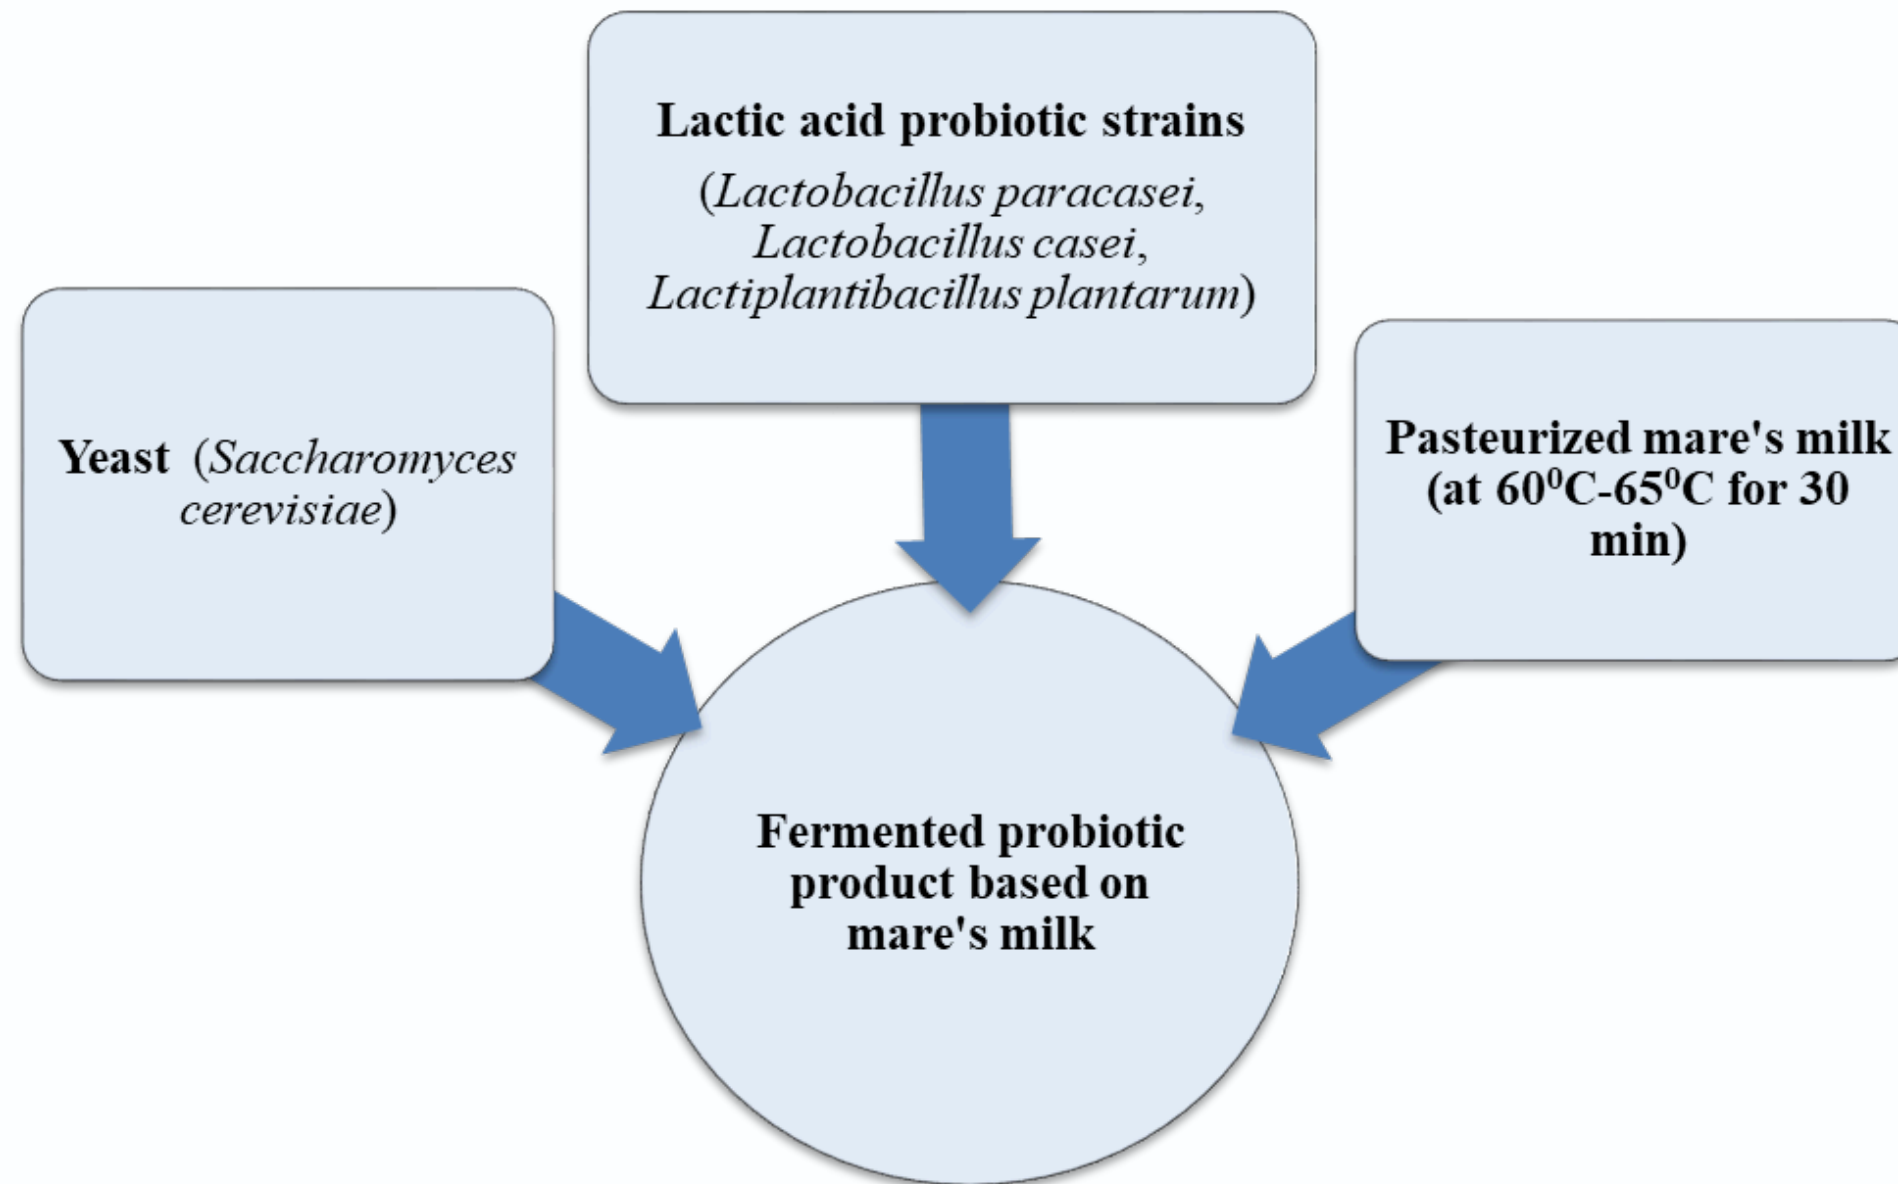 Lactic acid probiotic strains
(Lactobacillus paracasei,
Lactobacillus casei,
Lactiplantibacillus plantarum)
Yeast (Saccharomyces
cerevisiae)
Pasteurized mare's milk
(at 60⁰C-65⁰C for 30
min)
Fermented probiotic
product based on
mare's milk